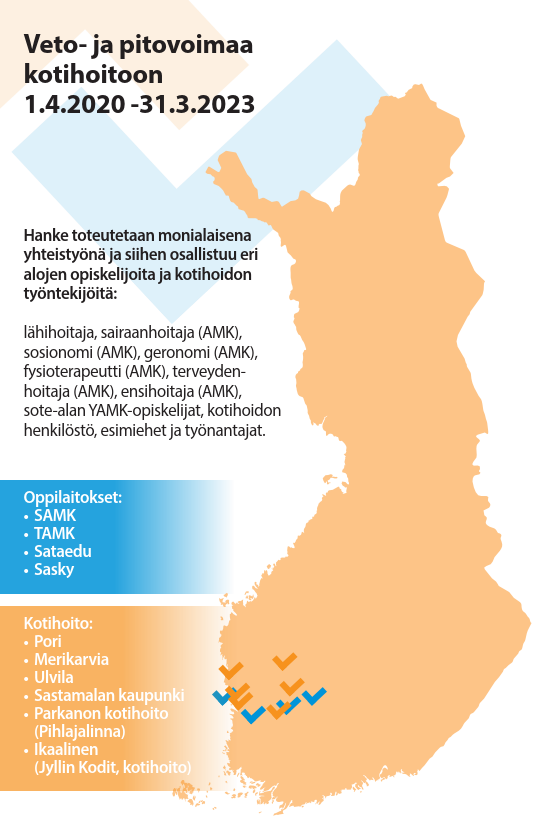 Veto- ja pitovoimaa
kotihoitoon
1.4.2020 -31.3.2023
Hanke toteutetaan monialaisena
yhteistyönä ja siihen osallistuu eri
alojen opiskelijoita ja kotihoidon
työntekijöitä:
lähihoitaja, sairaanhoitaja (AMK),
sosionomi (AMK), geronomi (AMK),
fysioterapeutti (AMK), terveyden-
hoitaja (AMK), ensihoitaja (AMK),
sote-alan YAMK-opiskelijat, kotihoidon
henkilöstö, esimiehet ja työnantajat.
Oppilaitokset:
• SAMK
• TAMK
• Sataedu
• Sasky
Kotihoito:
• Pori
• Merikarvia
• Ulvila
• Sastamalan kaupunki
• Parkanon kotihoito
(Pihlajalinna)
• Ikaalinen
(Jyllin Kodit, kotihoito)